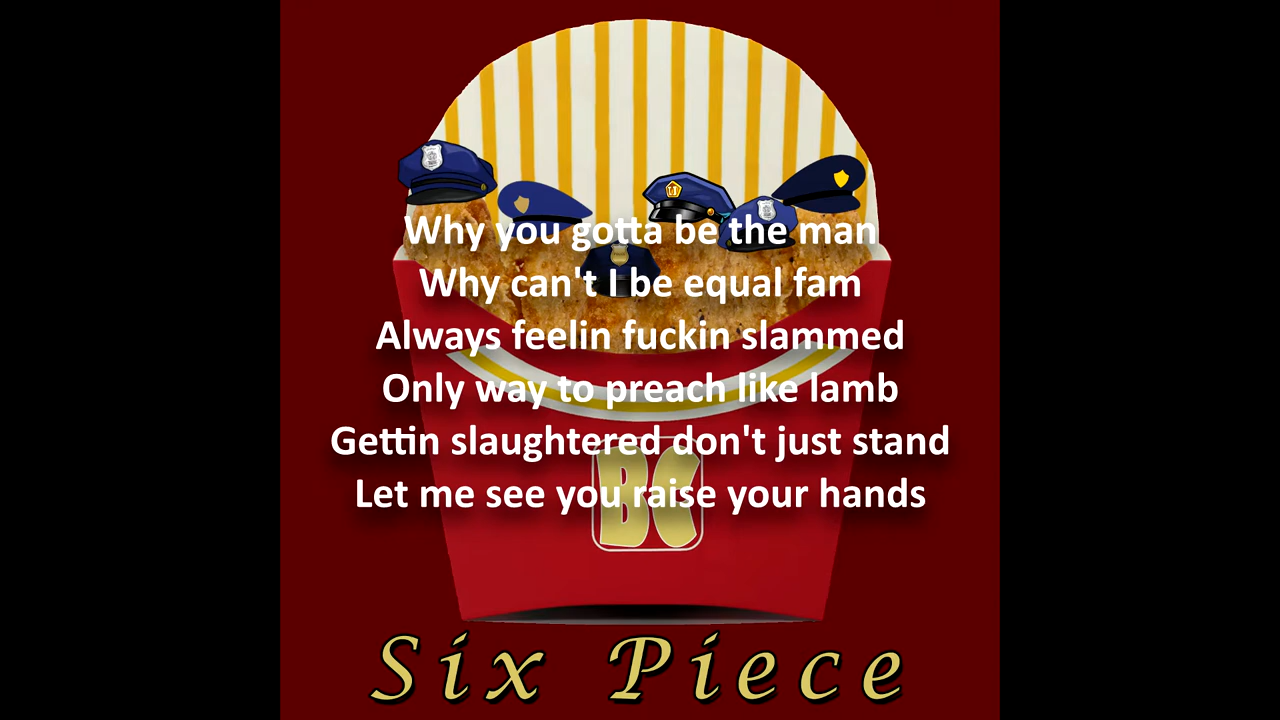 Why you gotta be the man
Why can't I be equal fam
Always feelin fuckin slammed
Only way to preach like lamb
Gettin slaughtered don't just stand
Let me see you raise your hands
BC
Six Piece